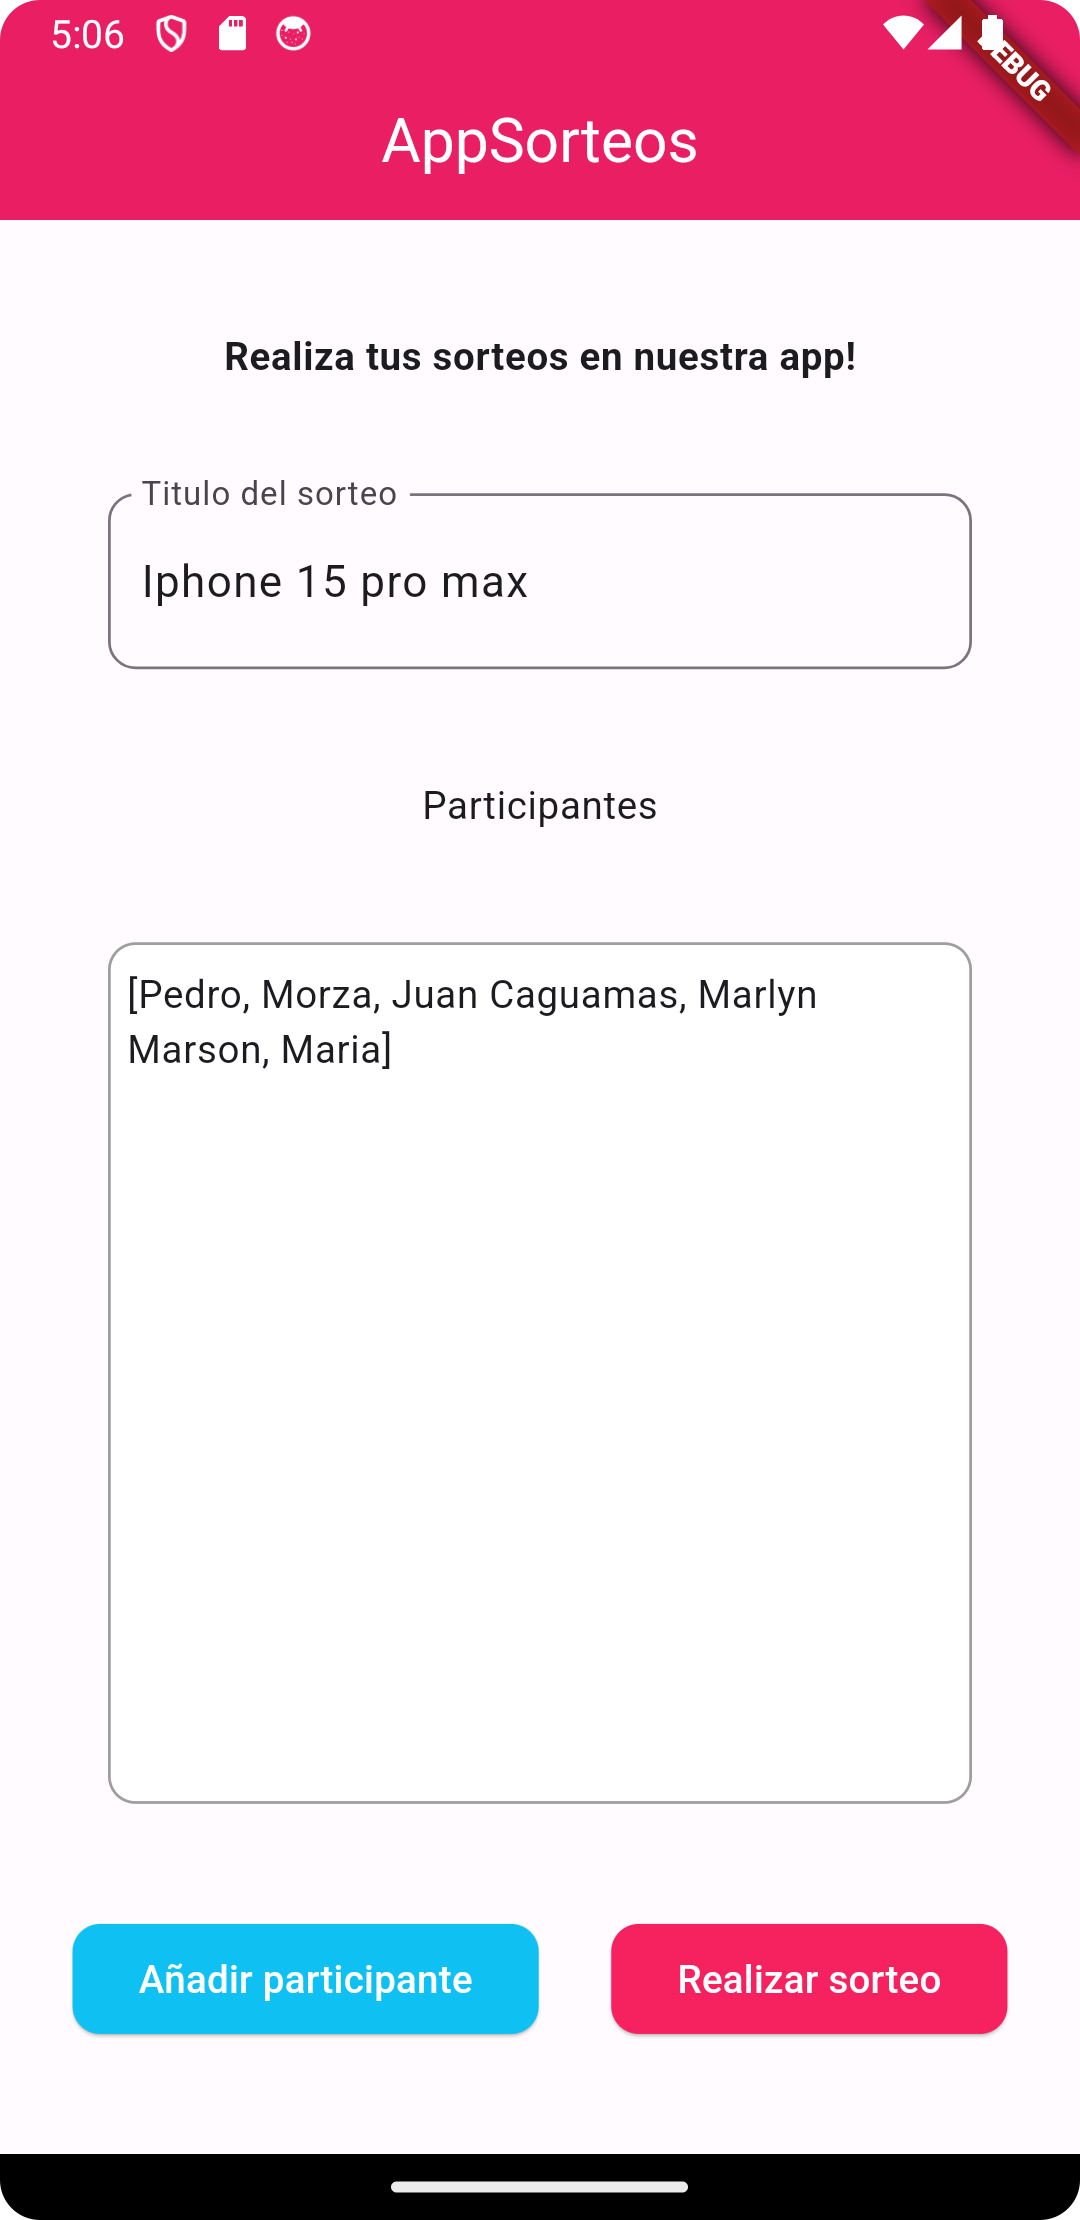 5:06
EBUG
AppSorteos
Realiza tus sorteos en nuestra app!
Titulo del sorteo
Iphone 15 pro max
Participantes
[Pedro, Morza, Juan Caguamas, Marlyn
Marson, Maria]
Añadir participante
Realizar sorteo